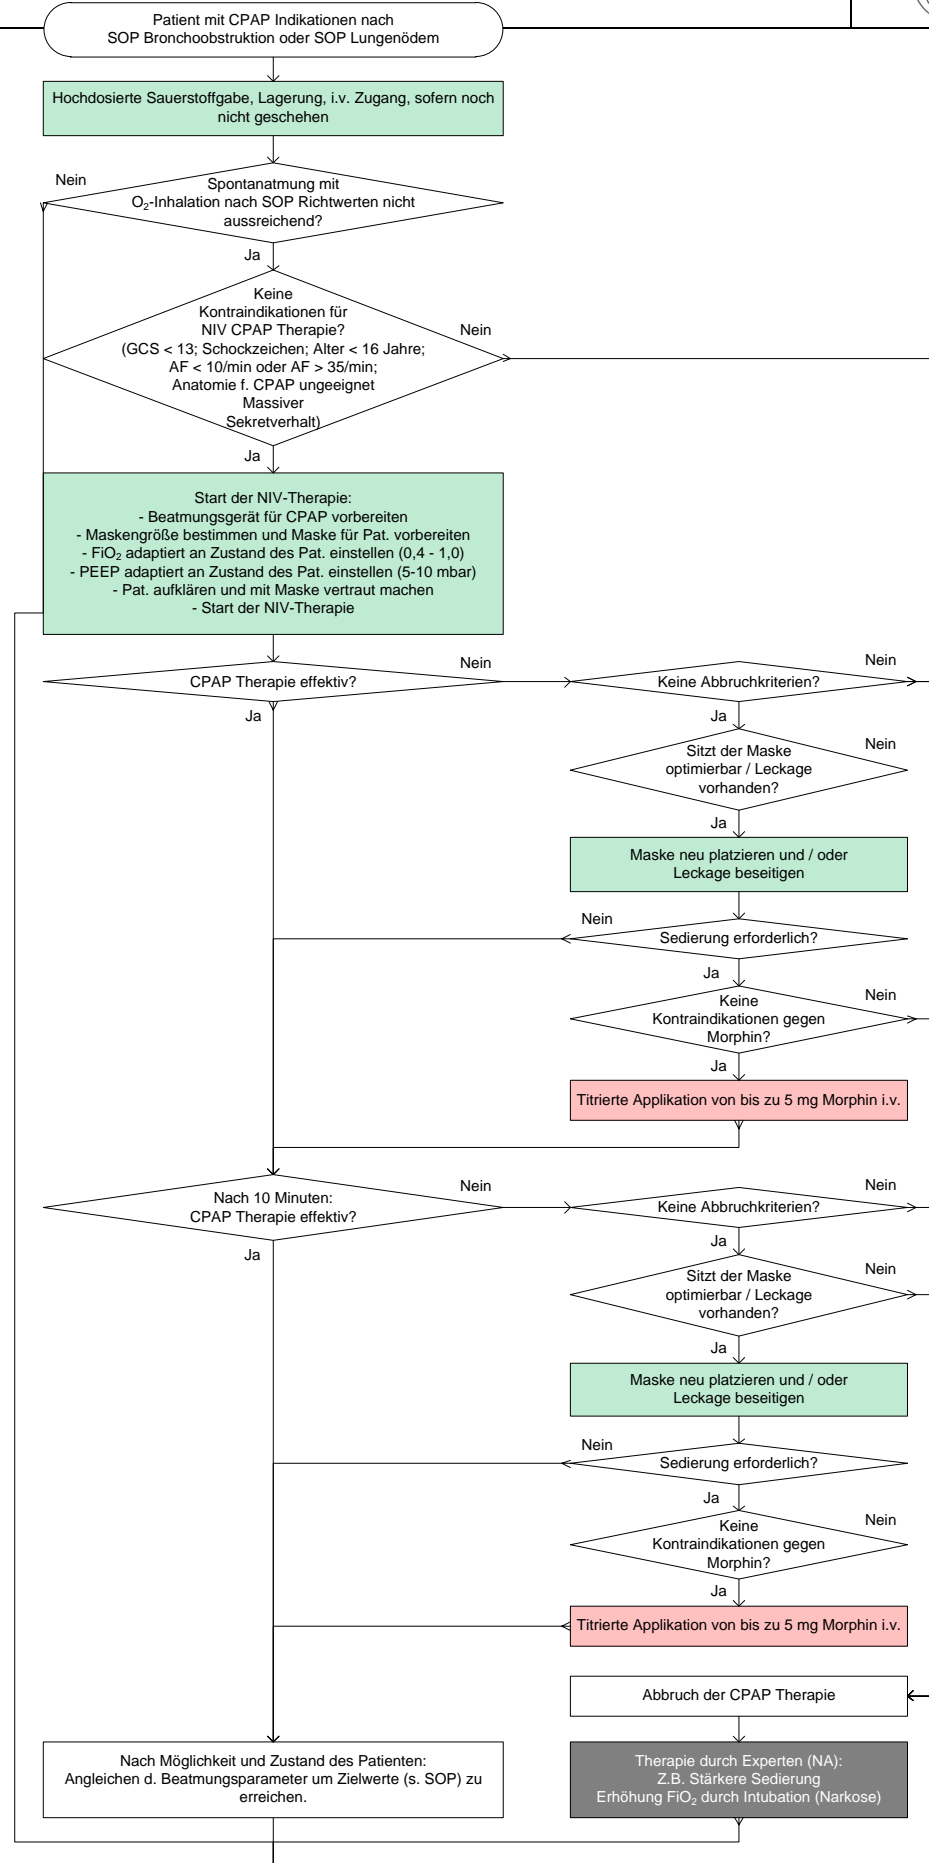 Patient mit CPAP Indikationen nach
SOP Bronchoobstruktion oder SOP Lungenödem
Hochdosierte Sauerstoffgabe, Lagerung, i.v. Zugang, sofern noch
nicht geschehen
Nein
Spontanatmung mit
O₂-Inhalation nach SOP Richtwerten nicht
aussreichend?
Ja
Keine
Kontraindikationen für
NIV CPAP Therapie?
(GCS < 13; Schockzeichen; Alter < 16 Jahre;
AF < 10/min oder AF > 35/min;
Anatomie f. CPAP ungeeignet
Massiver
Sekretverhalt)
Nein
Ja
Start der NIV-Therapie:
- Beatmungsgerät für CPAP vorbereiten
- Maskengröße bestimmen und Maske für Pat. vorbereiten
- FiO₂ adaptiert an Zustand des Pat. einstellen (0,4 - 1,0)
- PEEP adaptiert an Zustand des Pat. einstellen (5-10 mbar)
- Pat. aufklären und mit Maske vertraut machen
- Start der NIV-Therapie
CPAP Therapie effektiv?
Nein
Ja
Keine Abbruchkriterien?
Nein
Ja
Sitzt der Maske
optimierbar / Leckage
vorhanden?
Nein
Ja
Maske neu platzieren und / oder
Leckage beseitigen
Nein
Sedierung erforderlich?
Ja
Keine
Kontraindikationen gegen
Morphin?
Nein
Ja
Titrierte Applikation von bis zu 5 mg Morphin i.v.
Nach 10 Minuten:
CPAP Therapie effektiv?
Nein
Ja
Keine Abbruchkriterien?
Nein
Ja
Sitzt der Maske
optimierbar / Leckage
vorhanden?
Nein
Ja
Maske neu platzieren und / oder
Leckage beseitigen
Nein
Sedierung erforderlich?
Ja
Keine
Kontraindikationen gegen
Morphin?
Nein
Ja
Titrierte Applikation von bis zu 5 mg Morphin i.v.
Abbruch der CPAP Therapie
Nach Möglichkeit und Zustand des Patienten:
Angleichen d. Beatmungsparameter um Zielwerte (s. SOP) zu
erreichen.
Therapie durch Experten (NA):
Z.B. Stärkere Sedierung
Erhöhung FiO₂ durch Intubation (Narkose)